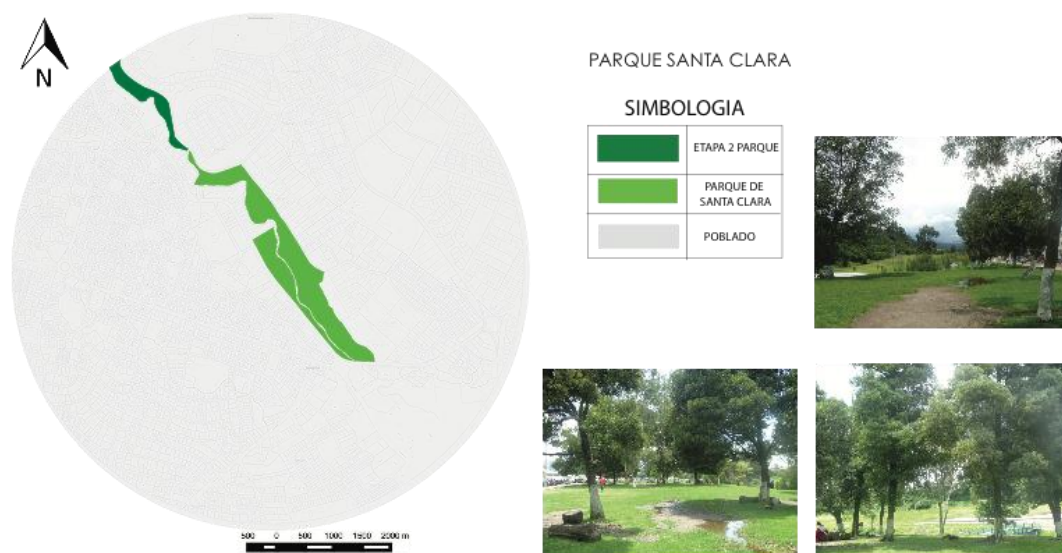 N
PARQUE SANTA CLARA
SIMBOLOGIA
ETAPA 2 PARQUE
PARQUE DE
SANTA CLARA
POBLADO
500 0 500 1000 1500 2000 m